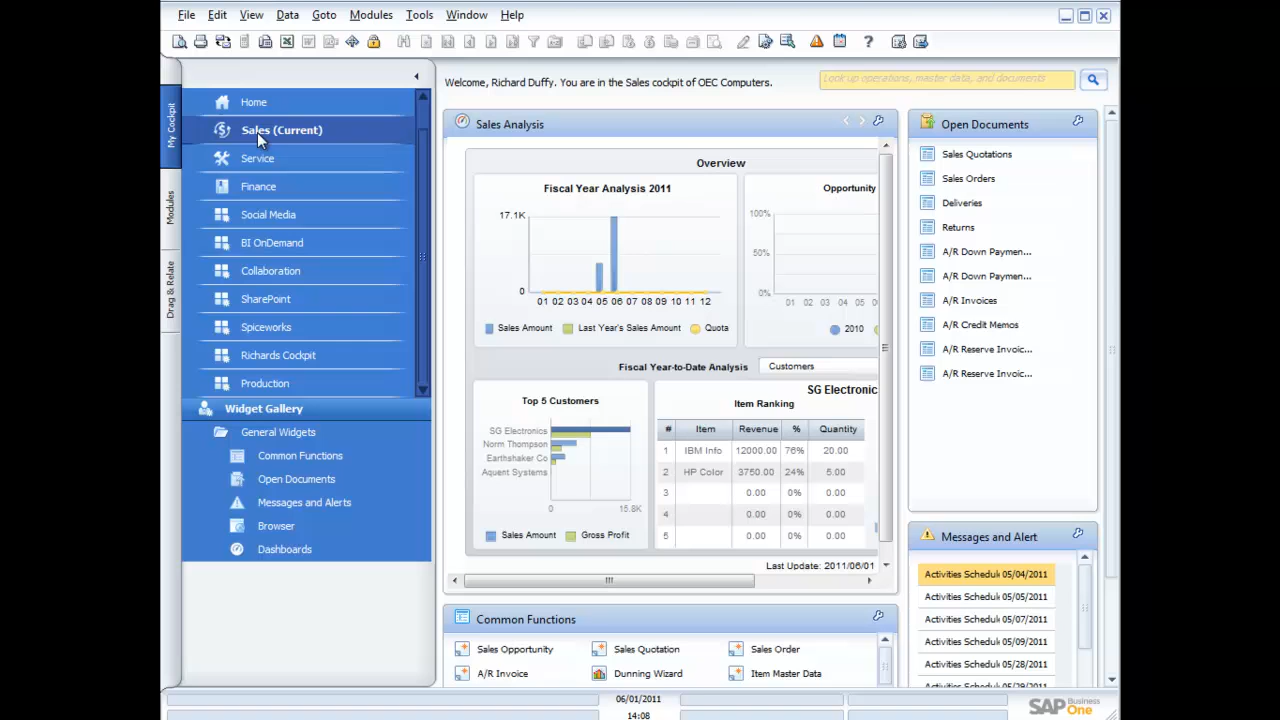 File Edit View Data Goto Modules Tools Window Help
Welcome, Richard Duffy. You are in the Sales cockpit of OEC Computers.
Look up operations, master data, and documents
My Cockpit
Modules
Drag & Relate
Home
Sales (Current)
Service
Finance
Social Media
BI OnDemand
Collaboration
SharePoint
Spiceworks
Richards Cockpit
Production
Widget Gallery
General Widgets
Common Functions
Open Documents
Messages and Alerts
Browser
Dashboards
Sales Analysis
Overview
Fiscal Year Analysis 2011
17.1K
0
01 02 03 04 05 06 07 08 09 10 11 12
Sales Amount Last Year's Sales Amount Quota
Opportunity
100%
50%
0%
01 02 03 04 05 0
2010
Fiscal Year-to-Date Analysis Customers
Top 5 Customers
SG Electronics
Norm Thompson
Earthshaker Co
Aquent Systems
0 15.8K
Sales Amount Gross Profit
SG Electronic
Item Ranking
# Item Revenue % Quantity
1 IBM Info 12000.00 76% 20.00
2 HP Color 3750.00 24% 5.00
3 0.00 0% 0.00
4 0.00 0% 0.00
5 0.00 0% 0.00
Last Update: 2011/06/01
Common Functions
Sales Opportunity Sales Quotation Sales Order
A/R Invoice Dunning Wizard Item Master Data
Open Documents
Sales Quotations
Sales Orders
Deliveries
Returns
A/R Down Paymen...
A/R Down Paymen...
A/R Invoices
A/R Credit Memos
A/R Reserve Invoic...
A/R Reserve Invoic...
Messages and Alert
Activities Schedul 05/04/2011
Activities Schedul 05/05/2011
Activities Schedul 05/07/2011
Activities Schedul 05/09/2011
Activities Schedul 05/28/2011
06/01/2011
14:08
SAP Business One